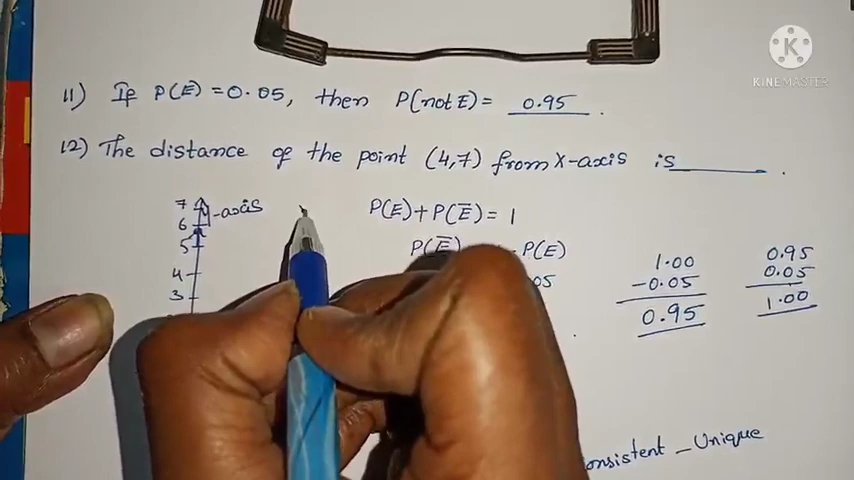 KINEMASTER
11) If P(E) = 0.05, then P(not E) = 0.95 .
12) The distance of the point (4,7) from X-axis is ______ .
7
y-axis
6
5
4
3
P(E) + P(E̅) = 1
P(E̅) - P(E)
05
1.00
-0.05
0.95
0.95
0.05
1.00
onsistent - Unique